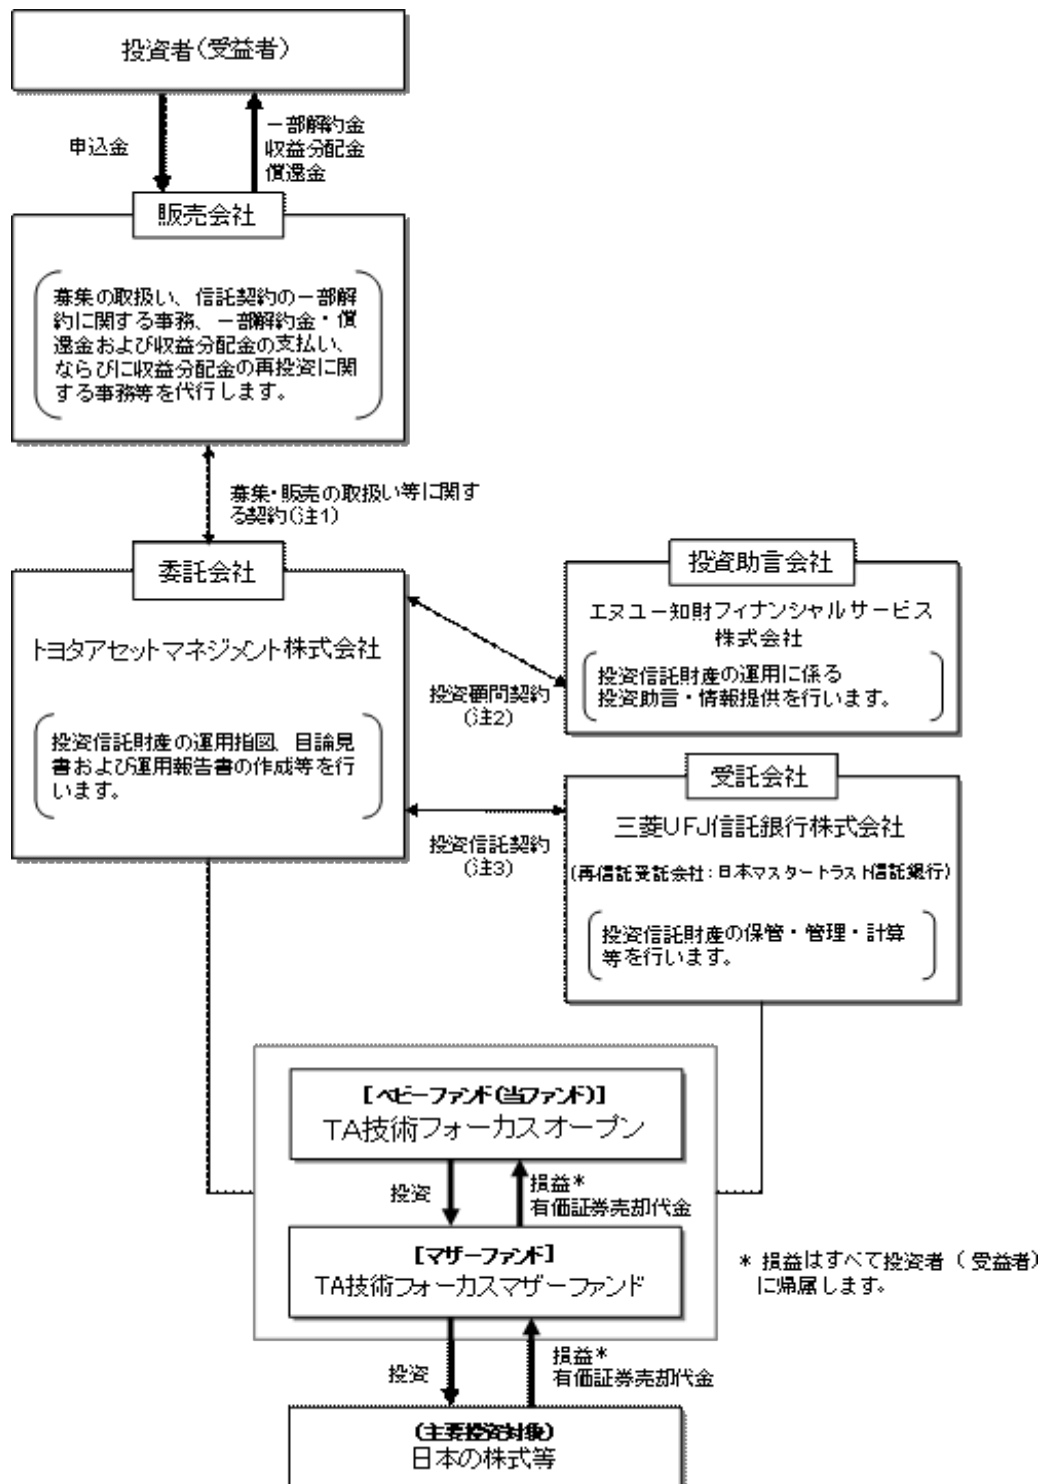 投資者(受益者)
申込金
一部解約金
収益分配金
償還金
販売会社
募集の取扱い、信託契約の一部解
約に関する事務、一部解約金・償
還金および収益分配金の支払い、
ならびに収益分配金の再投資に関
する事務等を代行します。
募集・販売の取扱い等に関す
る契約(注1)
委託会社
トヨタアセットマネジメント株式会社
投資信託財産の運用指図、目論見
書および運用報告書の作成等を行
います。
投資顧問契約
(注2)
投資助言会社
エヌユー知財フィナンシャルサービス
株式会社
投資信託財産の運用に係る
投資助言・情報提供を行います。
投資信託契約
(注3)
受託会社
三菱UFJ信託銀行株式会社
(再信託受託会社:日本マスタートラスト信託銀行)
投資信託財産の保管・管理・計算
等を行います。
[ベビーファンド(当ファンド)]
TA技術フォーカスオープン
投資
損益*
有価証券売却代金
[マザーファンド]
TA技術フォーカスマザーファンド
* 損益はすべて投資者(受益者)
に帰属します。
投資
損益*
有価証券売却代金
(主要投資対象)
日本の株式等